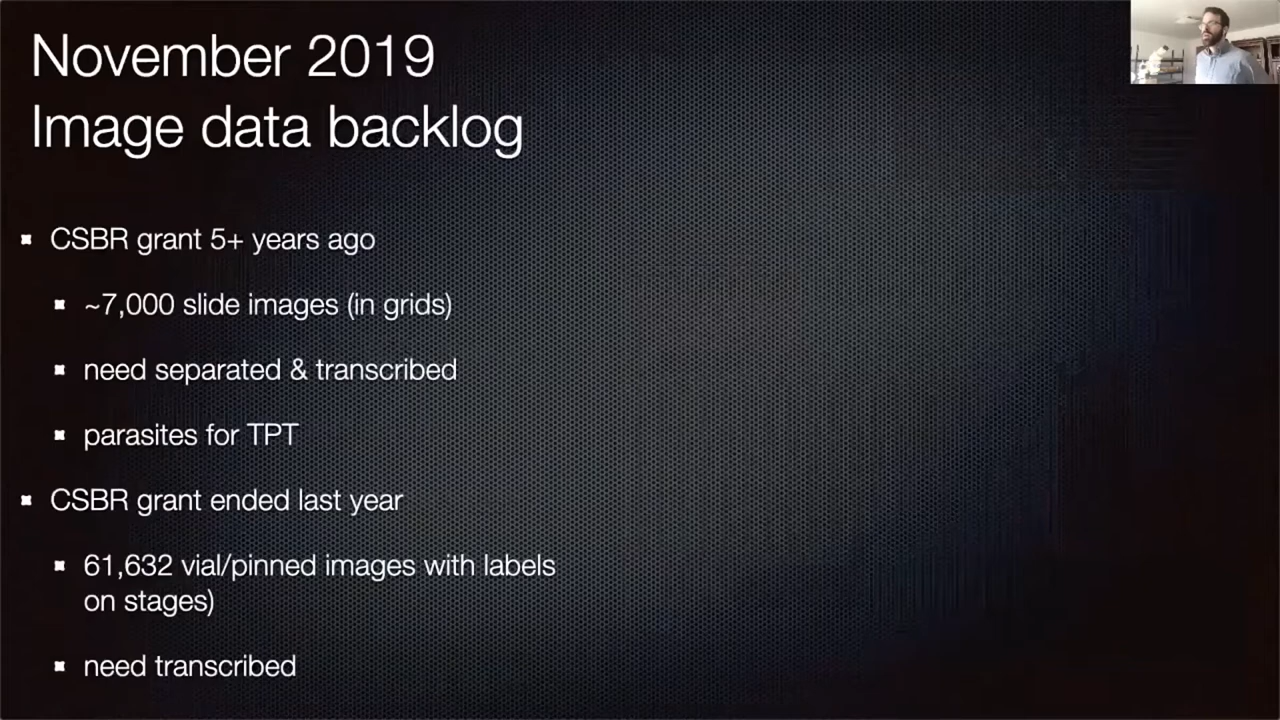 November 2019
Image data backlog
CSBR grant 5+ years ago
~7,000 slide images (in grids)
need separated & transcribed
parasites for TPT
CSBR grant ended last year
61,632 vial/pinned images with labels
on stages)
need transcribed